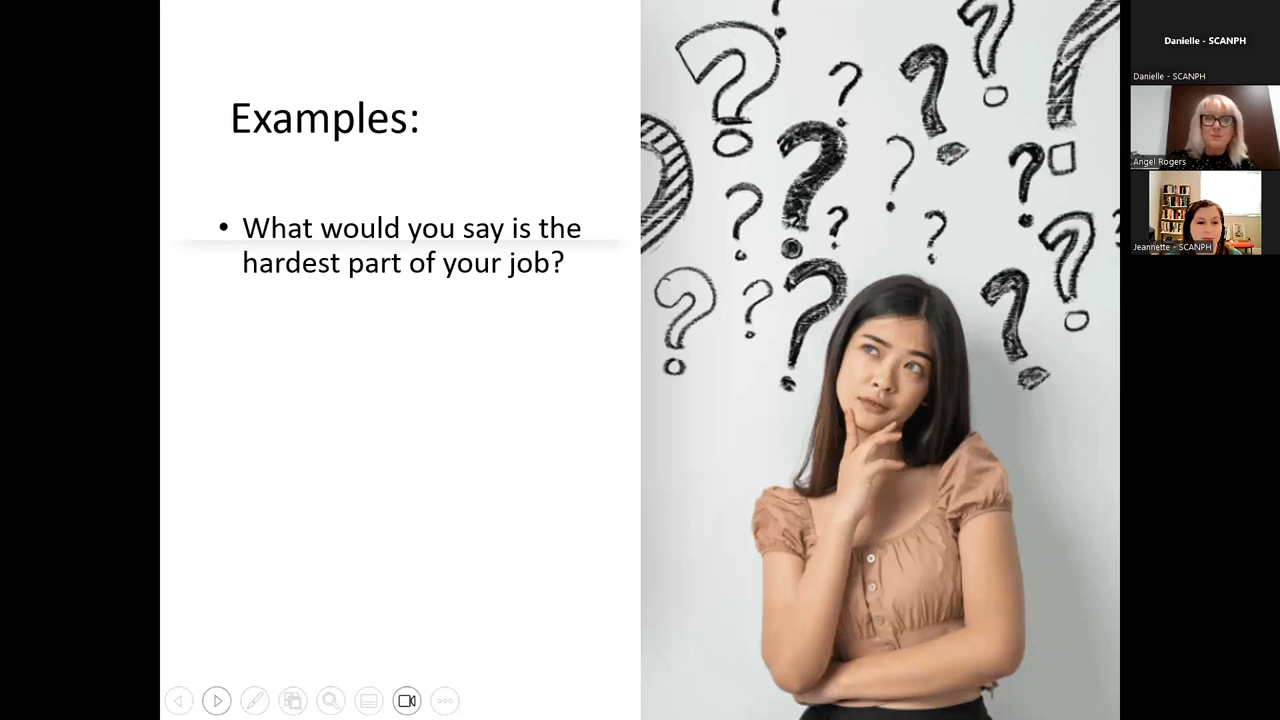 Examples:
• What would you say is the
hardest part of your job?
Danielle - SCANPH
Danielle - SCANPH
Angel Rogers
Jeannette - SCANPH